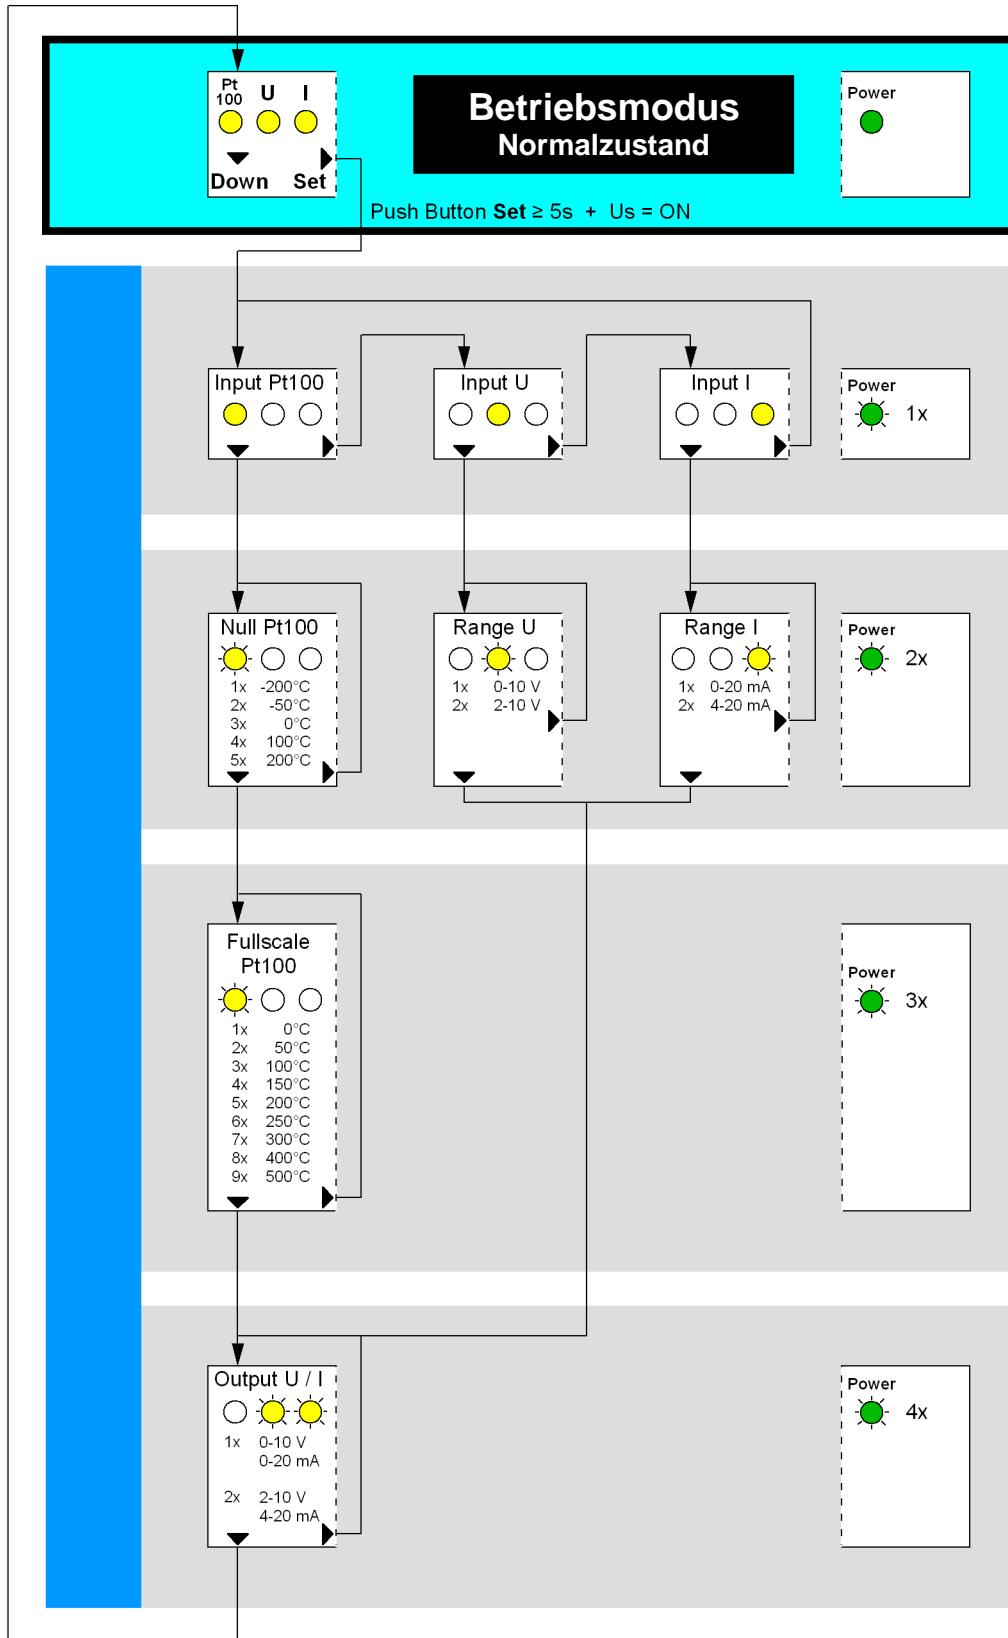 Pt
100 U I
Down Set
Betriebsmodus
Normalzustand
Power
Push Button Set ≥ 5s + Us = ON
Input Pt100
Input U
Input I
Power
1x
Null Pt100
1x -200°C
2x -50°C
3x 0°C
4x 100°C
5x 200°C
Range U
1x 0-10 V
2x 2-10 V
Range I
1x 0-20 mA
2x 4-20 mA
Power
2x
Fullscale
Pt100
1x 0°C
2x 50°C
3x 100°C
4x 150°C
5x 200°C
6x 250°C
7x 300°C
8x 400°C
9x 500°C
Power
3x
Output U / I
1x 0-10 V
0-20 mA
2x 2-10 V
4-20 mA
Power
4x